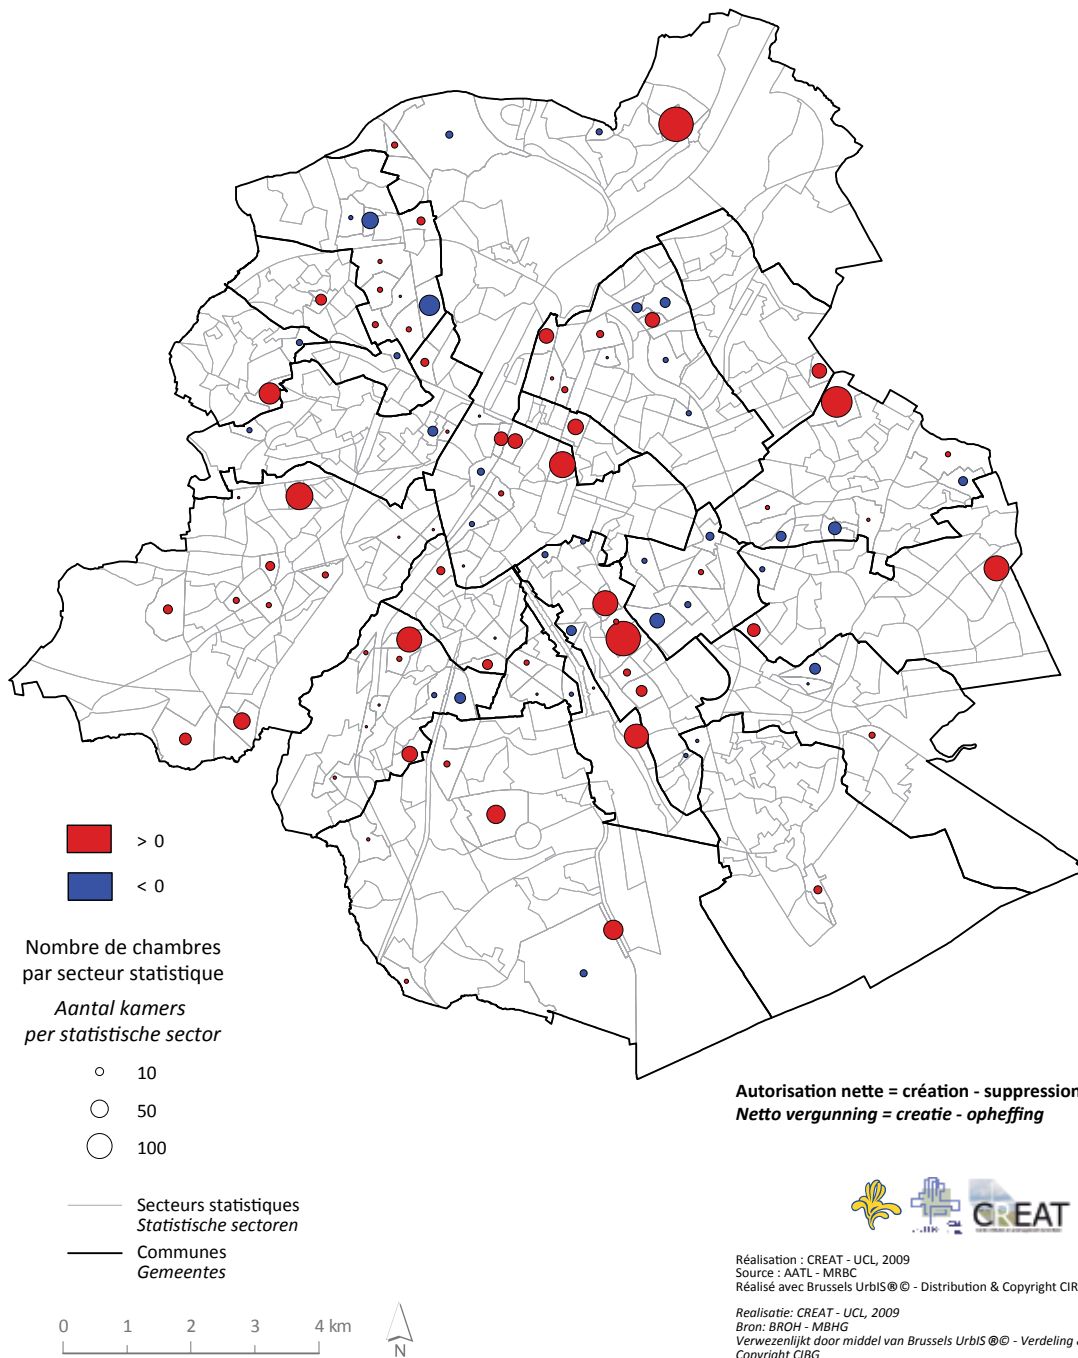 > 0
< 0
Nombre de chambres
par secteur statistique
Aantal kamers
per statistische sector
10
50
100
Secteurs statistiques
Statistische sectoren
Communes
Gemeentes
0 1 2 3 4 km
N
Autorisation nette = création - suppression
Netto vergunning = creatie - opheffing
CREAT
Réalisation : CREAT - UCL, 2009
Source : AATL - MRBC
Réalisé avec Brussels UrbIS®© - Distribution & Copyright CIR
Realisatie: CREAT - UCL, 2009
Bron: BROH - MBHG
Verwezenlijkt door middel van Brussels UrbIS®© - Verdeling &
Copyright CIBG